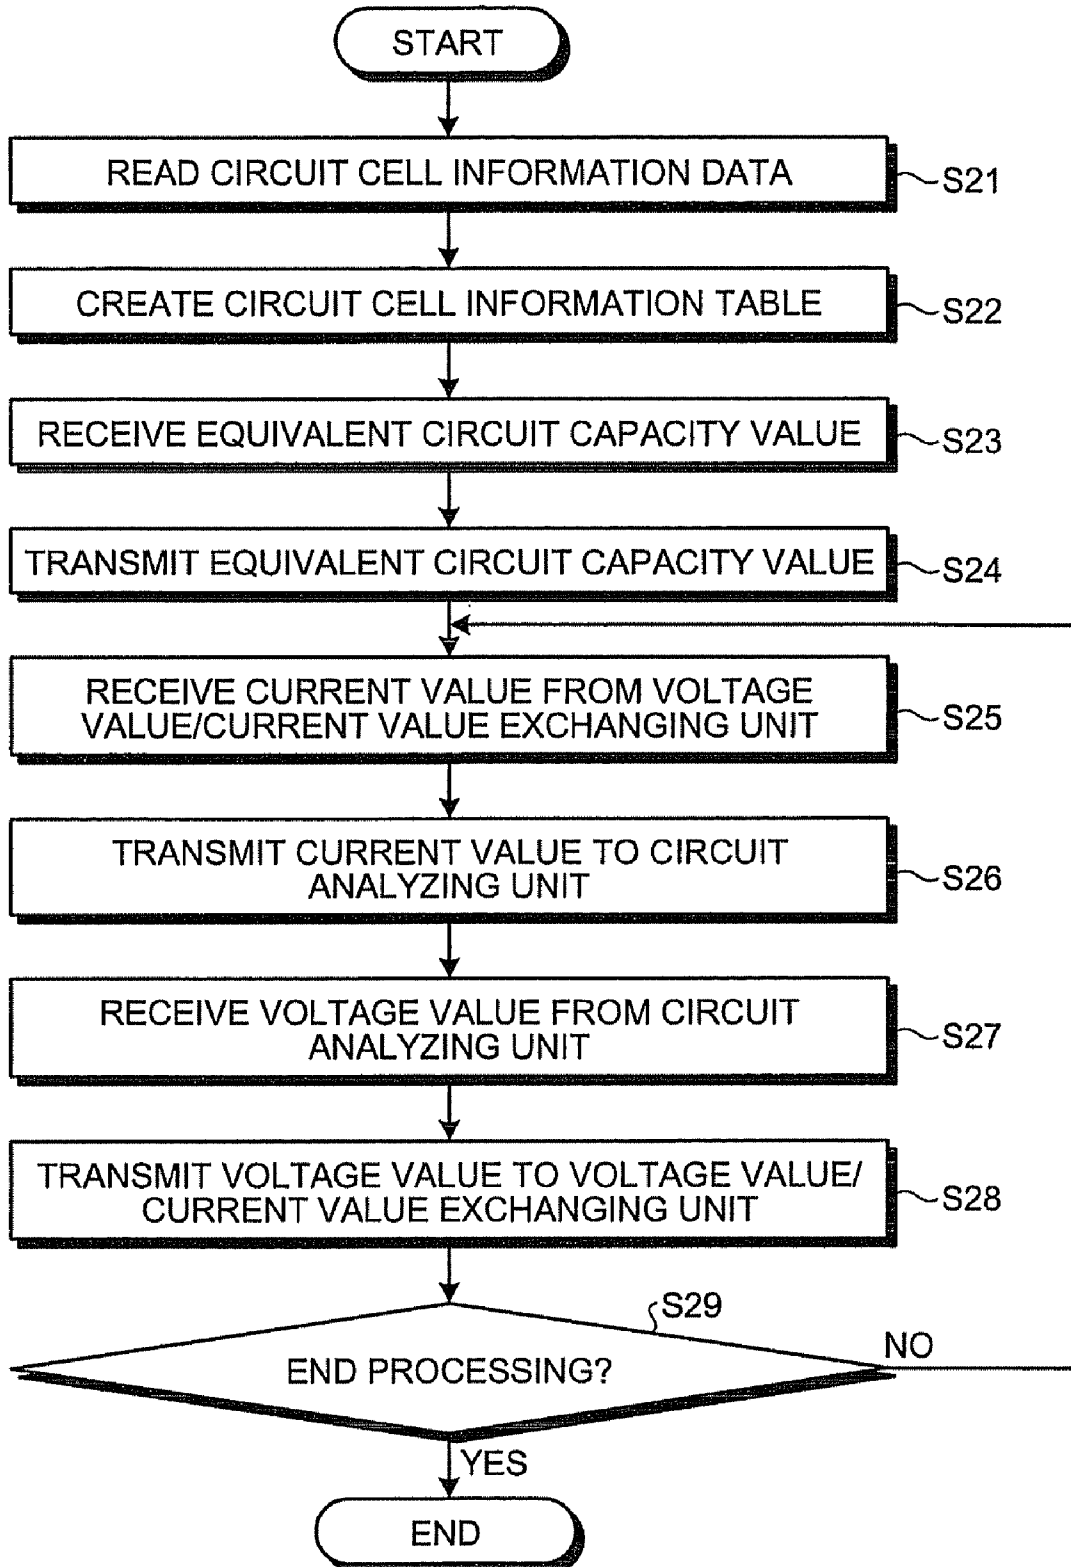 START
READ CIRCUIT CELL INFORMATION DATA
S21
CREATE CIRCUIT CELL INFORMATION TABLE
S22
RECEIVE EQUIVALENT CIRCUIT CAPACITY VALUE
S23
TRANSMIT EQUIVALENT CIRCUIT CAPACITY VALUE
S24
RECEIVE CURRENT VALUE FROM VOLTAGE
VALUE/CURRENT VALUE EXCHANGING UNIT
S25
TRANSMIT CURRENT VALUE TO CIRCUIT
ANALYZING UNIT
S26
RECEIVE VOLTAGE VALUE FROM CIRCUIT
ANALYZING UNIT
S27
TRANSMIT VOLTAGE VALUE TO VOLTAGE VALUE/
CURRENT VALUE EXCHANGING UNIT
S28
S29
END PROCESSING?
NO
YES
END